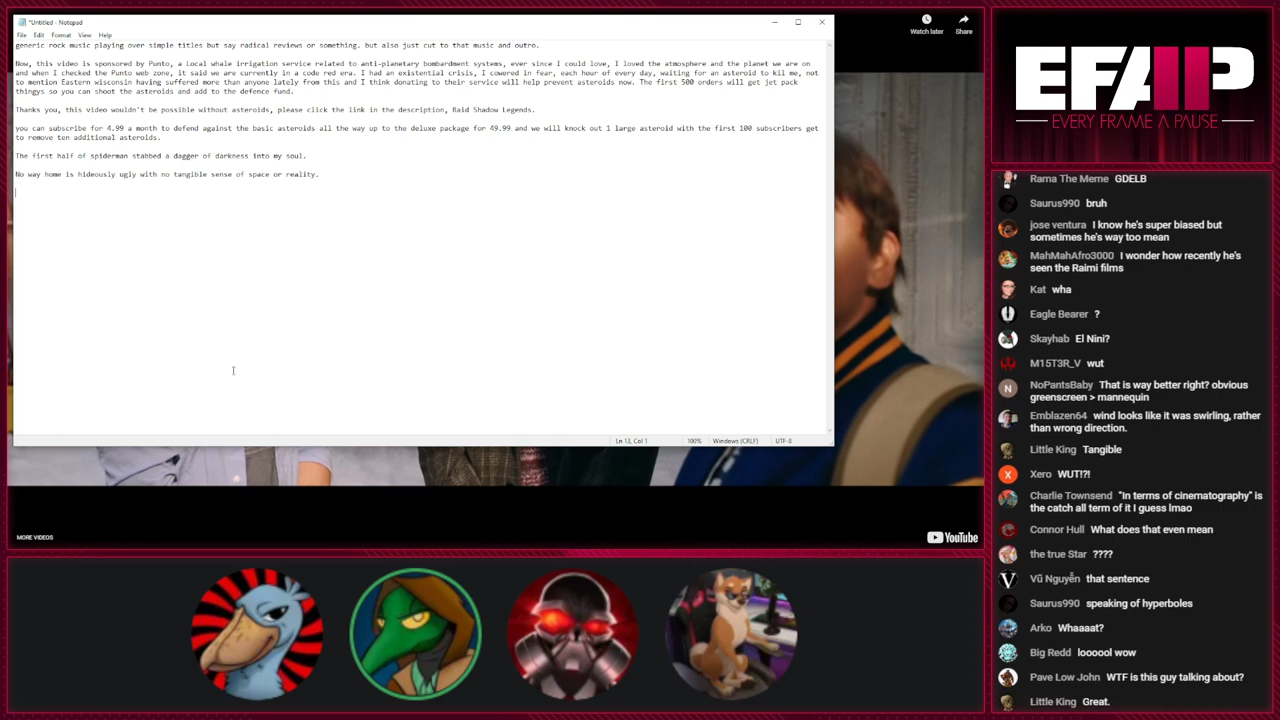 *Untitled - Notepad
File Edit Format View Help
generic rock music playing over simple titles but say radical reviews or something. but also just cut to that music and outro.
Now, this video is sponsored by Punto, a Local whale irrigation service related to anti-planetary bombardment systems, ever since I could love, I loved the atmosphere and the planet we are on
and when I checked the Punto web zone, it said we are currently in a code red era. I had an existential crisis, I cowered in fear, each hour of every day, waiting for an asteroid to kil me, not
to mention Eastern wisconsin having suffered more than anyone lately from this and I think donating to their service will help prevent asteroids now. The first 500 orders will get jet pack
thingys so you can shoot the asteroids and add to the defence fund.
Thanks you, this video wouldn't be possible without asteroids, please click the link in the description, Raid Shadow Legends.
you can subscribe for 4.99 a month to defend against the basic asteroids all the way up to the deluxe package for 49.99 and we will knock out 1 large asteroid with the first 100 subscribers get
to remove ten additional asteroids.
The first half of spiderman stabbed a dagger of darkness into my soul.
No way home is hideously ugly with no tangible sense of space or reality.
Ln 13, Col 1 100% Windows (CRLF) UTF-8
Watch later
Share
MORE VIDEOS
YouTube
EFAP
EVERY FRAME A PAUSE
Rama The Meme GDELB
Saurus990 bruh
jose ventura I know he's super biased but
sometimes he's way too mean
MahMahAfro3000 I wonder how recently he's
seen the Raimi films
Kat wha
Eagle Bearer ?
Skayhab El Nini?
M15T3R_V wut
N
NoPantsBaby That is way better right? obvious
greenscreen > mannequin
Emblazen64 wind looks like it was swirling, rather
than wrong direction.
Little King Tangible
X
Xero WUT!?!
Charlie Townsend "In terms of cinematography" is
the catch all term of it I guess lmao
Connor Hull What does that even mean
the true Star ????
V
Vũ Nguyễn that sentence
Saurus990 speaking of hyperboles
Arko Whaaaat?
Big Redd loooool wow
Pave Low John WTF is this guy talking about?
Little King Great.